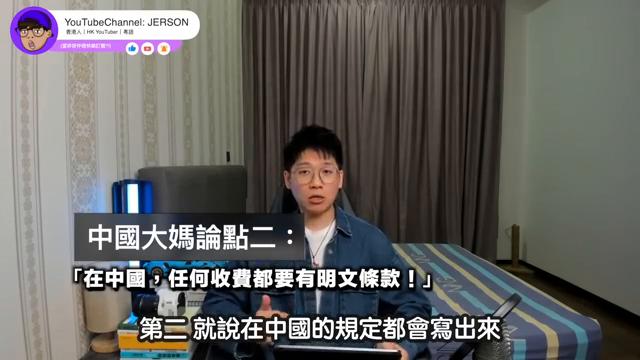 YouTubeChannel: JERSON
香港人｜HK YouTuber｜粵語
中國大媽論點二：
「在中國，任何收費都要有明文條款！」
第二 就說在中國的規定都會寫出來